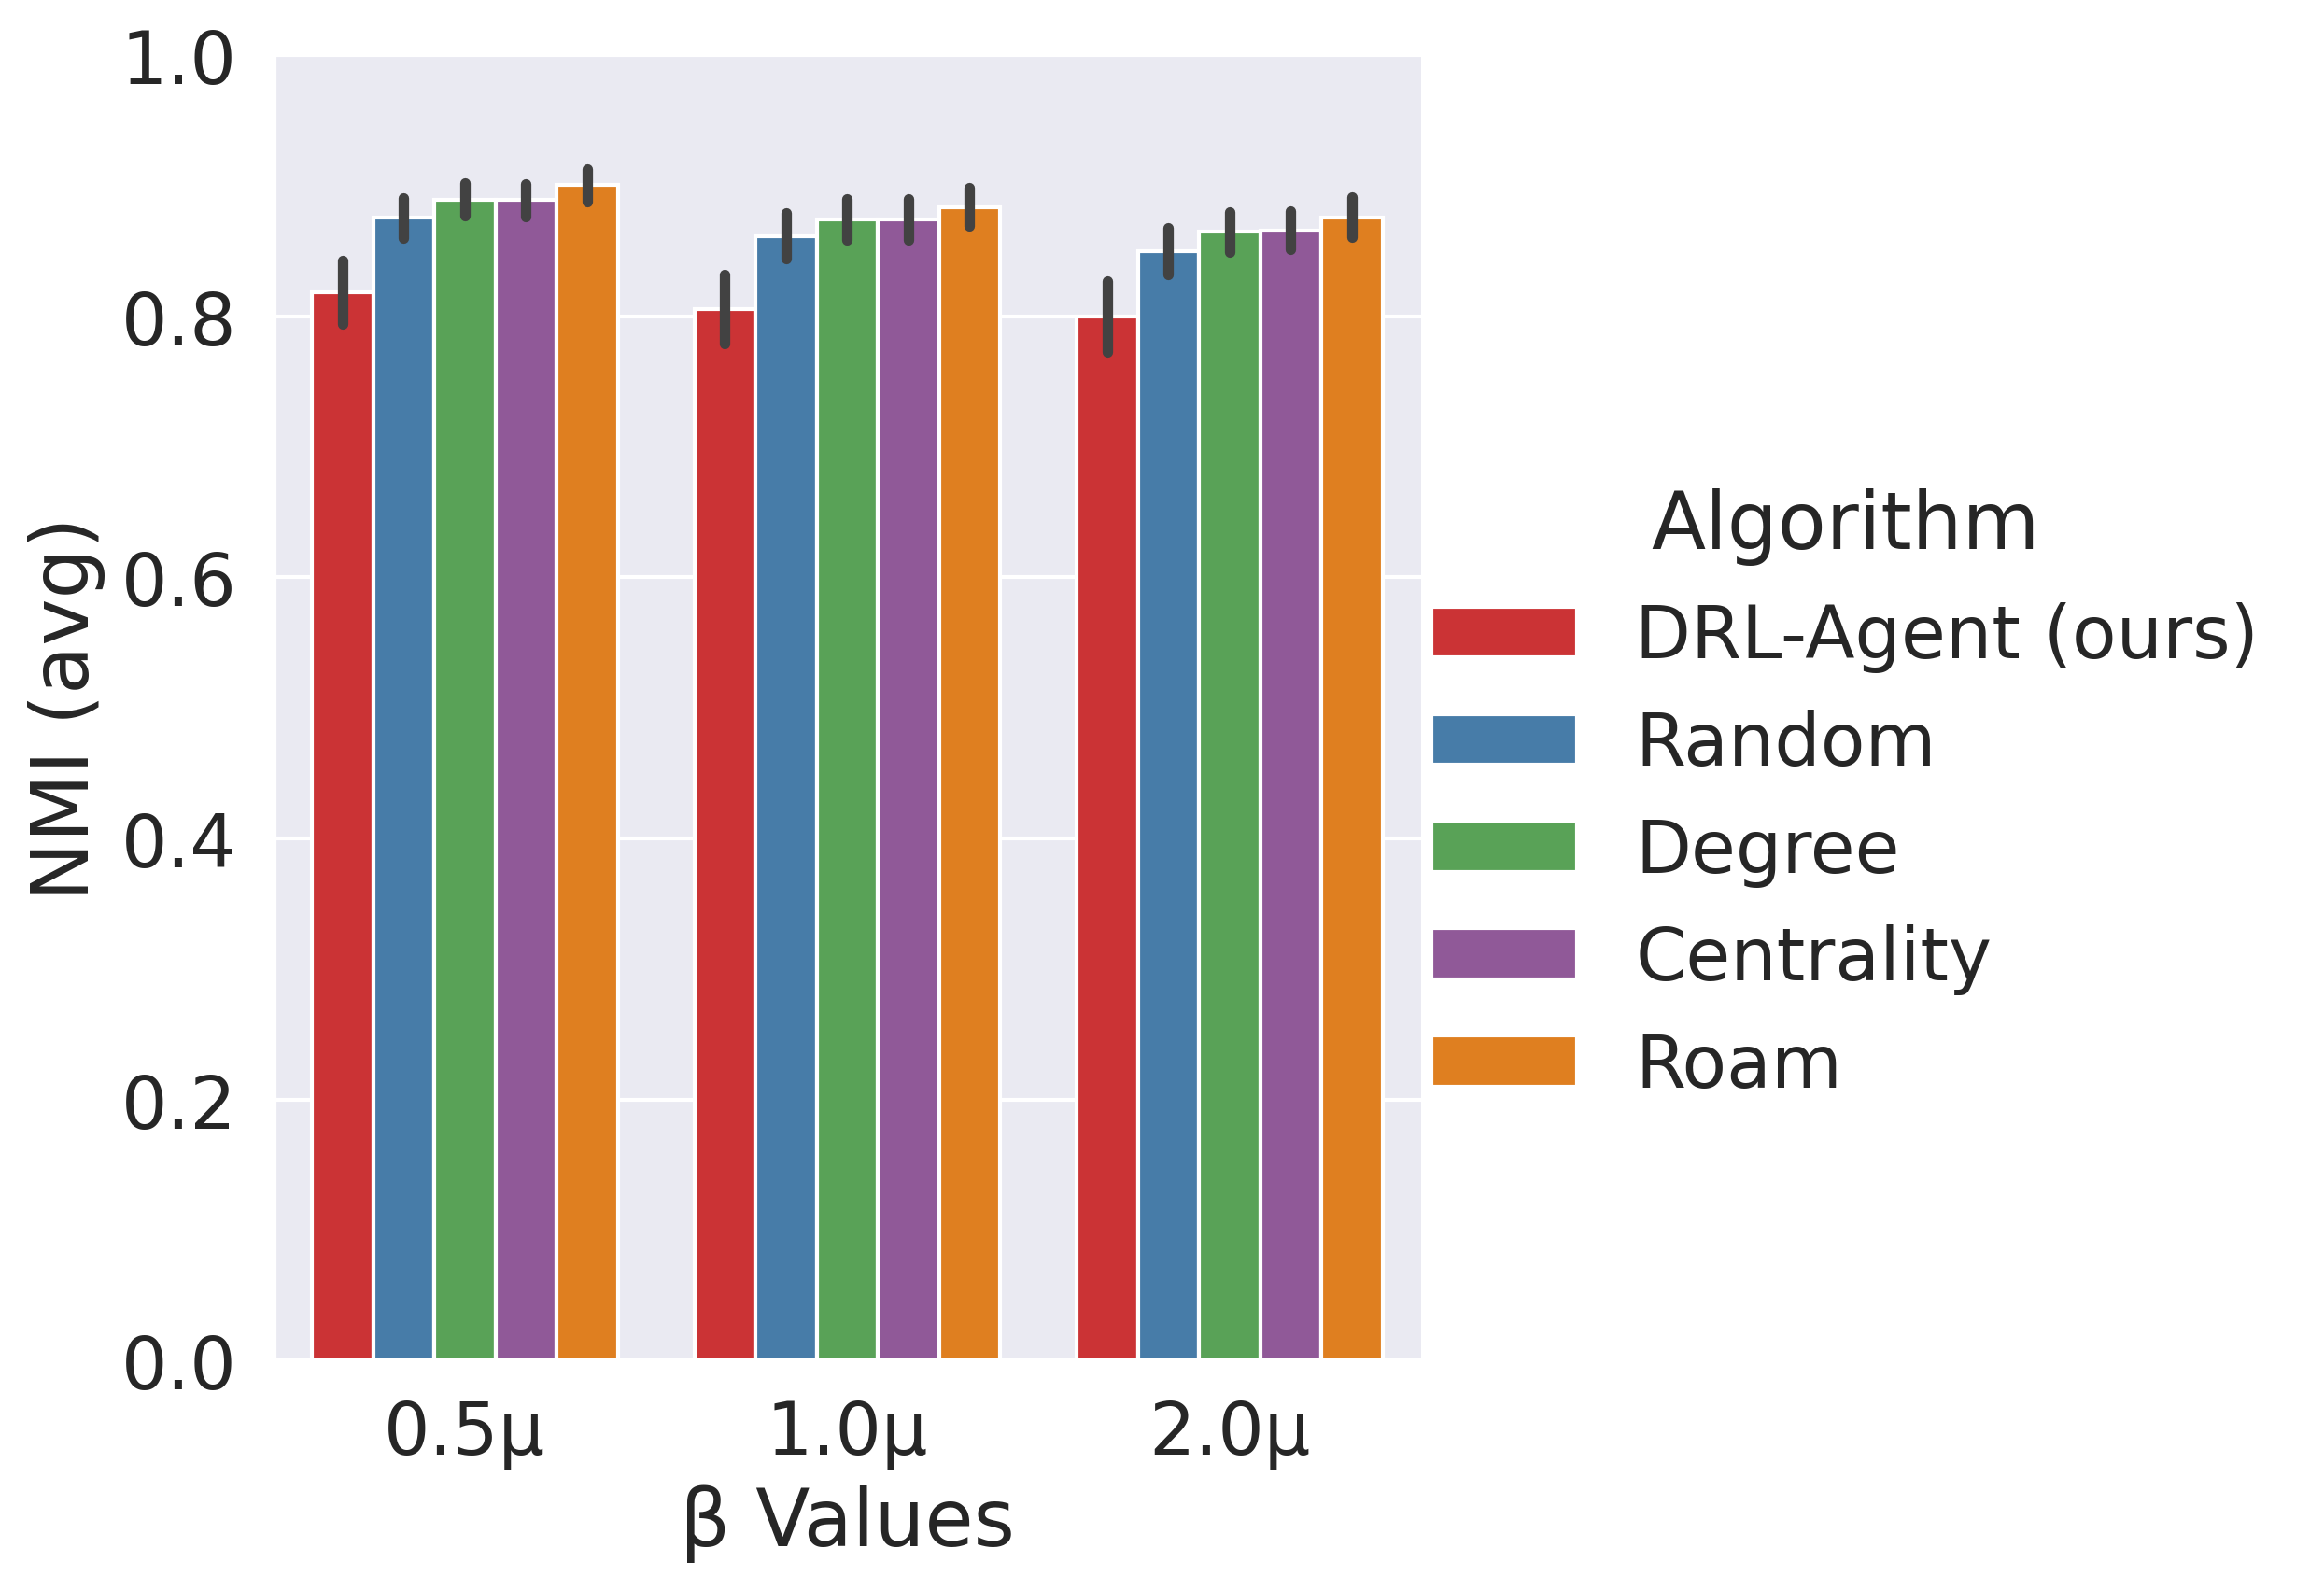 NMI (avg)
1.0
0.8
0.6
0.4
0.2
0.0
0.5µ
1.0µ
2.0µ
β Values
Algorithm
DRL-Agent (ours)
Random
Degree
Centrality
Roam